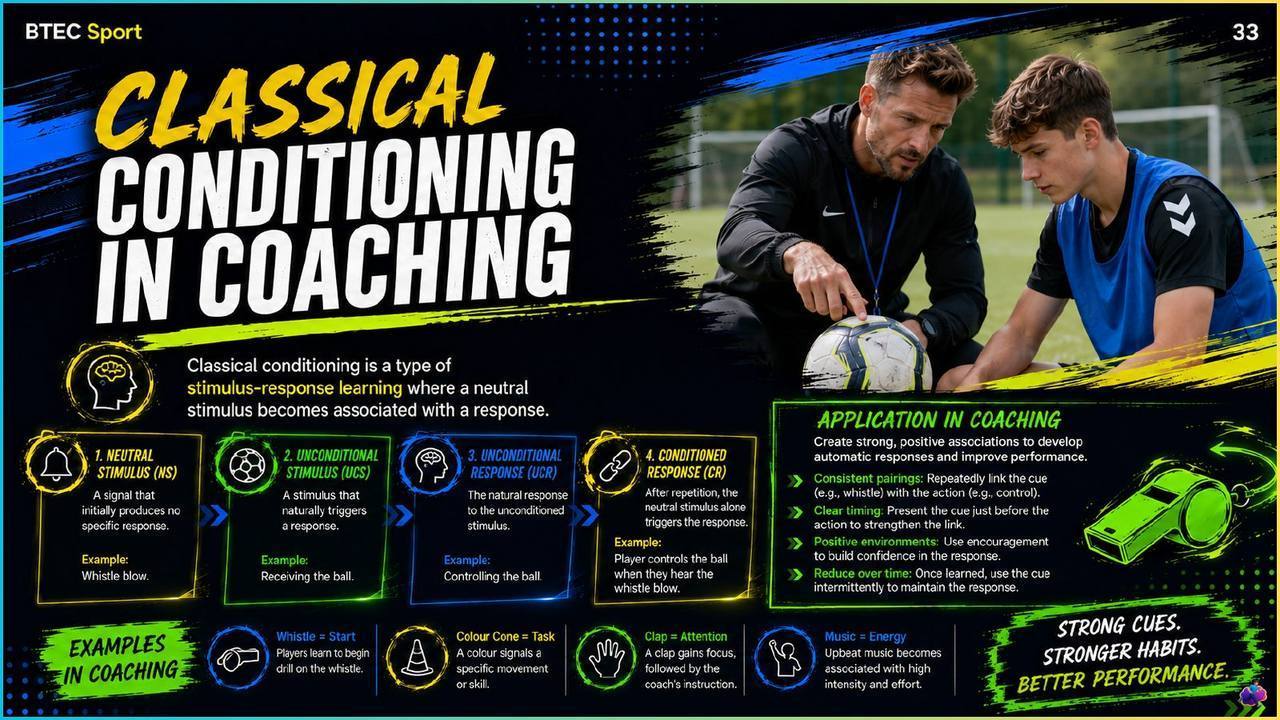 BTEC Sport
33
CLASSICAL
CONDITIONING
IN COACHING
Classical conditioning is a type of
stimulus-response learning where a neutral
stimulus becomes associated with a response.
1. NEUTRAL
STIMULUS (NS)
A signal that
initially produces no
specific response.
Example:
Whistle blow.
2. UNCONDITIONAL
STIMULUS (UCS)
A stimulus that
naturally triggers
a response.
Example:
Receiving the ball.
3. UNCONDITIONAL
RESPONSE (UCR)
The natural response
to the unconditioned
stimulus.
Example:
Controlling the ball.
4. CONDITIONED
RESPONSE (CR)
After repetition, the
neutral stimulus alone
triggers the response.
Example:
Player controls the ball
when they hear the
whistle blow.
APPLICATION IN COACHING
Create strong, positive associations to develop
automatic responses and improve performance.
Consistent pairings: Repeatedly link the cue
(e.g., whistle) with the action (e.g., control).
Clear timing: Present the cue just before the
action to strengthen the link.
Positive environments: Use encouragement
to build confidence in the response.
Reduce over time: Once learned, use the cue
intermittently to maintain the response.
EXAMPLES
IN COACHING
Whistle = Start
Players learn to begin
drill on the whistle.
Colour Cone = Task
A colour signals a
specific movement
or skill.
Clap = Attention
A clap gains focus,
followed by the
coach's instruction.
Music = Energy
Upbeat music becomes
associated with high
intensity and effort.
STRONG CUES.
STRONGER HABITS.
BETTER PERFORMANCE.